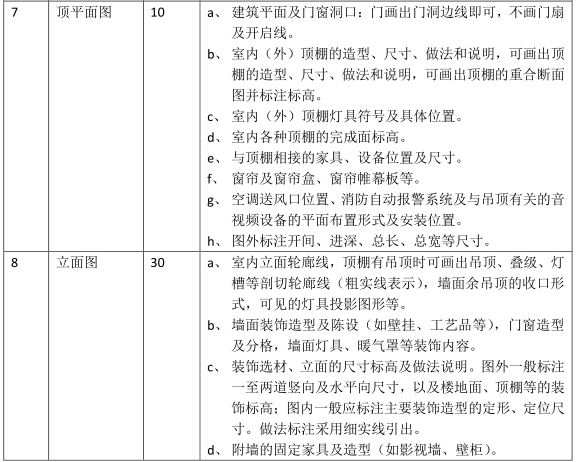 7 顶平面图 10 a、 建筑平面及门窗洞口：门画出门洞边线即可，不画门扇
及开启线。
b、 室内（外）顶棚的造型、尺寸、做法和说明，可画出顶
棚的造型、尺寸、做法和说明，可画出顶棚的重合断面
图并标注标高。
c、 室内（外）顶棚灯具符号及具体位置。
d、 室内各种顶棚的完成面标高。
e、 与顶棚相接的家具、设备位置及尺寸。
f、 窗帘及窗帘盒、窗帘帷幕板等。
g、 空调送风口位置、消防自动报警系统及与吊顶有关的音
视频设备的平面布置形式及安装位置。
h、 图外标注开间、进深、总长、总宽等尺寸。
8 立面图 30 a、 室内立面轮廓线，顶棚有吊顶时可画出吊顶、叠级、灯
槽等剖切轮廓线（粗实线表示），墙面余吊顶的收口形
式，可见的灯具投影图形等。
b、 墙面装饰造型及陈设（如壁挂、工艺品等），门窗造型
及分格，墙面灯具、暖气罩等装饰内容。
c、 装饰选材、立面的尺寸标高及做法说明。图外一般标注
一至两道竖向及水平向尺寸，以及楼地面、顶棚等的装
饰标高；图内一般应标注主要装饰造型的定形、定位尺
寸。做法标注采用细实线引出。
d、 附墙的固定家具及造型（如影视墙、壁柜）。